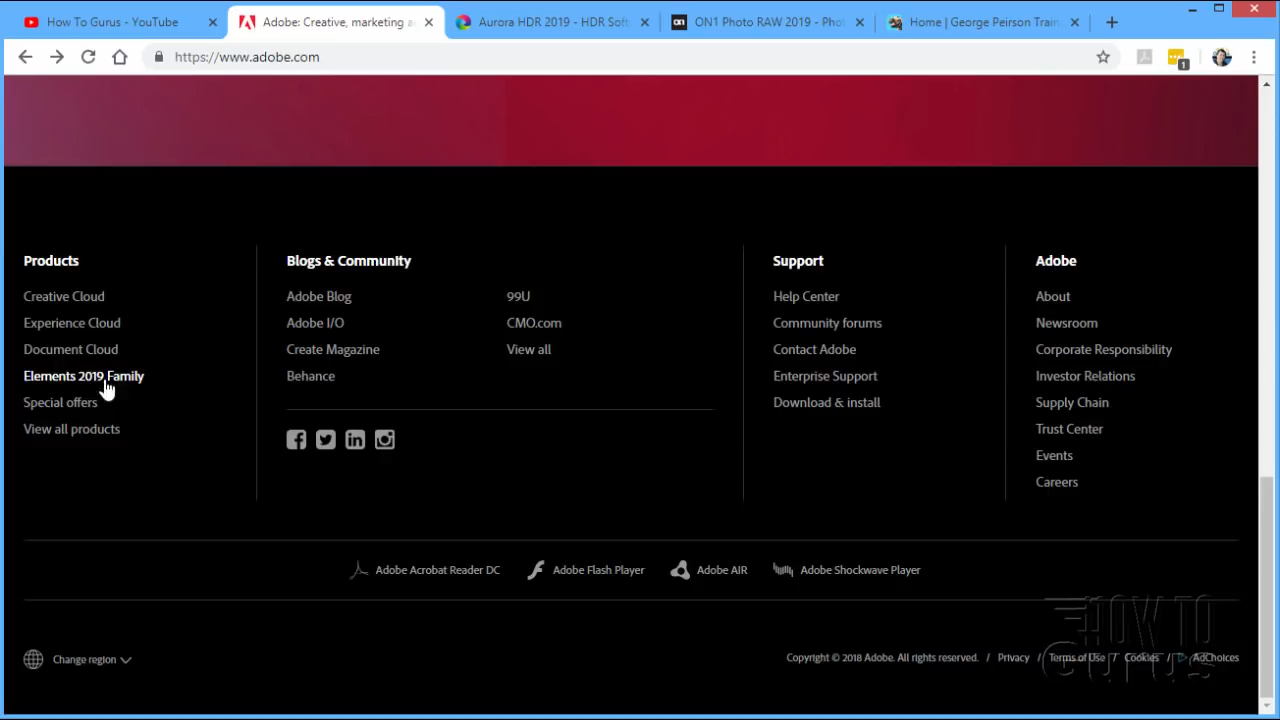 How To Gurus - YouTube
Adobe: Creative, marketing a
Aurora HDR 2019 - HDR Soft
ON1 Photo RAW 2019 - Phot
Home | George Peirson Train
https://www.adobe.com
1
Products
Creative Cloud
Experience Cloud
Document Cloud
Elements 2019 Family
Special offers
View all products
Blogs & Community
Adobe Blog
Adobe I/O
Create Magazine
Behance
99U
CMO.com
View all
Support
Help Center
Community forums
Contact Adobe
Enterprise Support
Download & install
Adobe
About
Newsroom
Corporate Responsibility
Investor Relations
Supply Chain
Trust Center
Events
Careers
Adobe Acrobat Reader DC
Adobe Flash Player
Adobe AIR
Adobe Shockwave Player
Change region
Copyright © 2018 Adobe. All rights reserved. / Privacy / Terms of Use / Cookies / AdChoices
HOW TO
Gurus